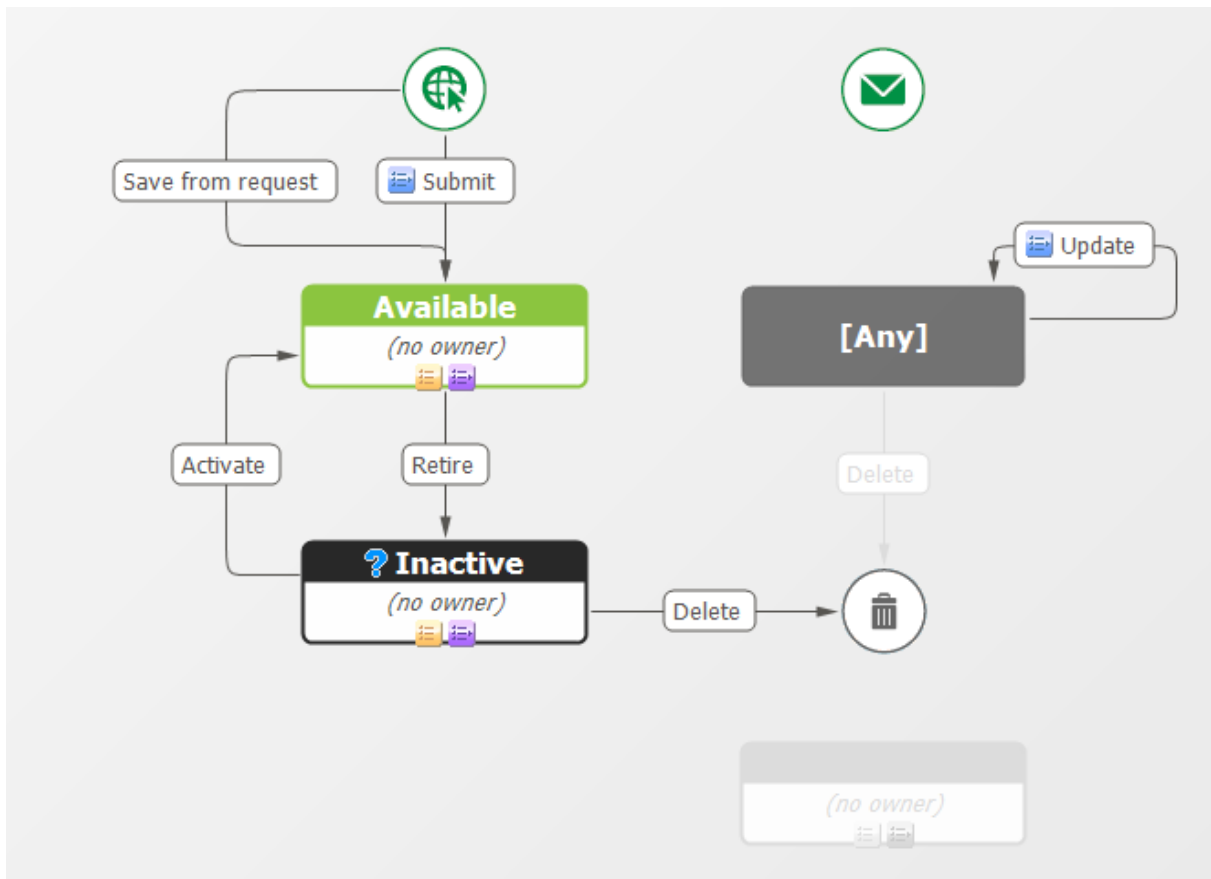 Save from request
Submit
Update
Available
(no owner)
[Any]
Activate
Retire
Delete
? Inactive
(no owner)
Delete
(no owner)